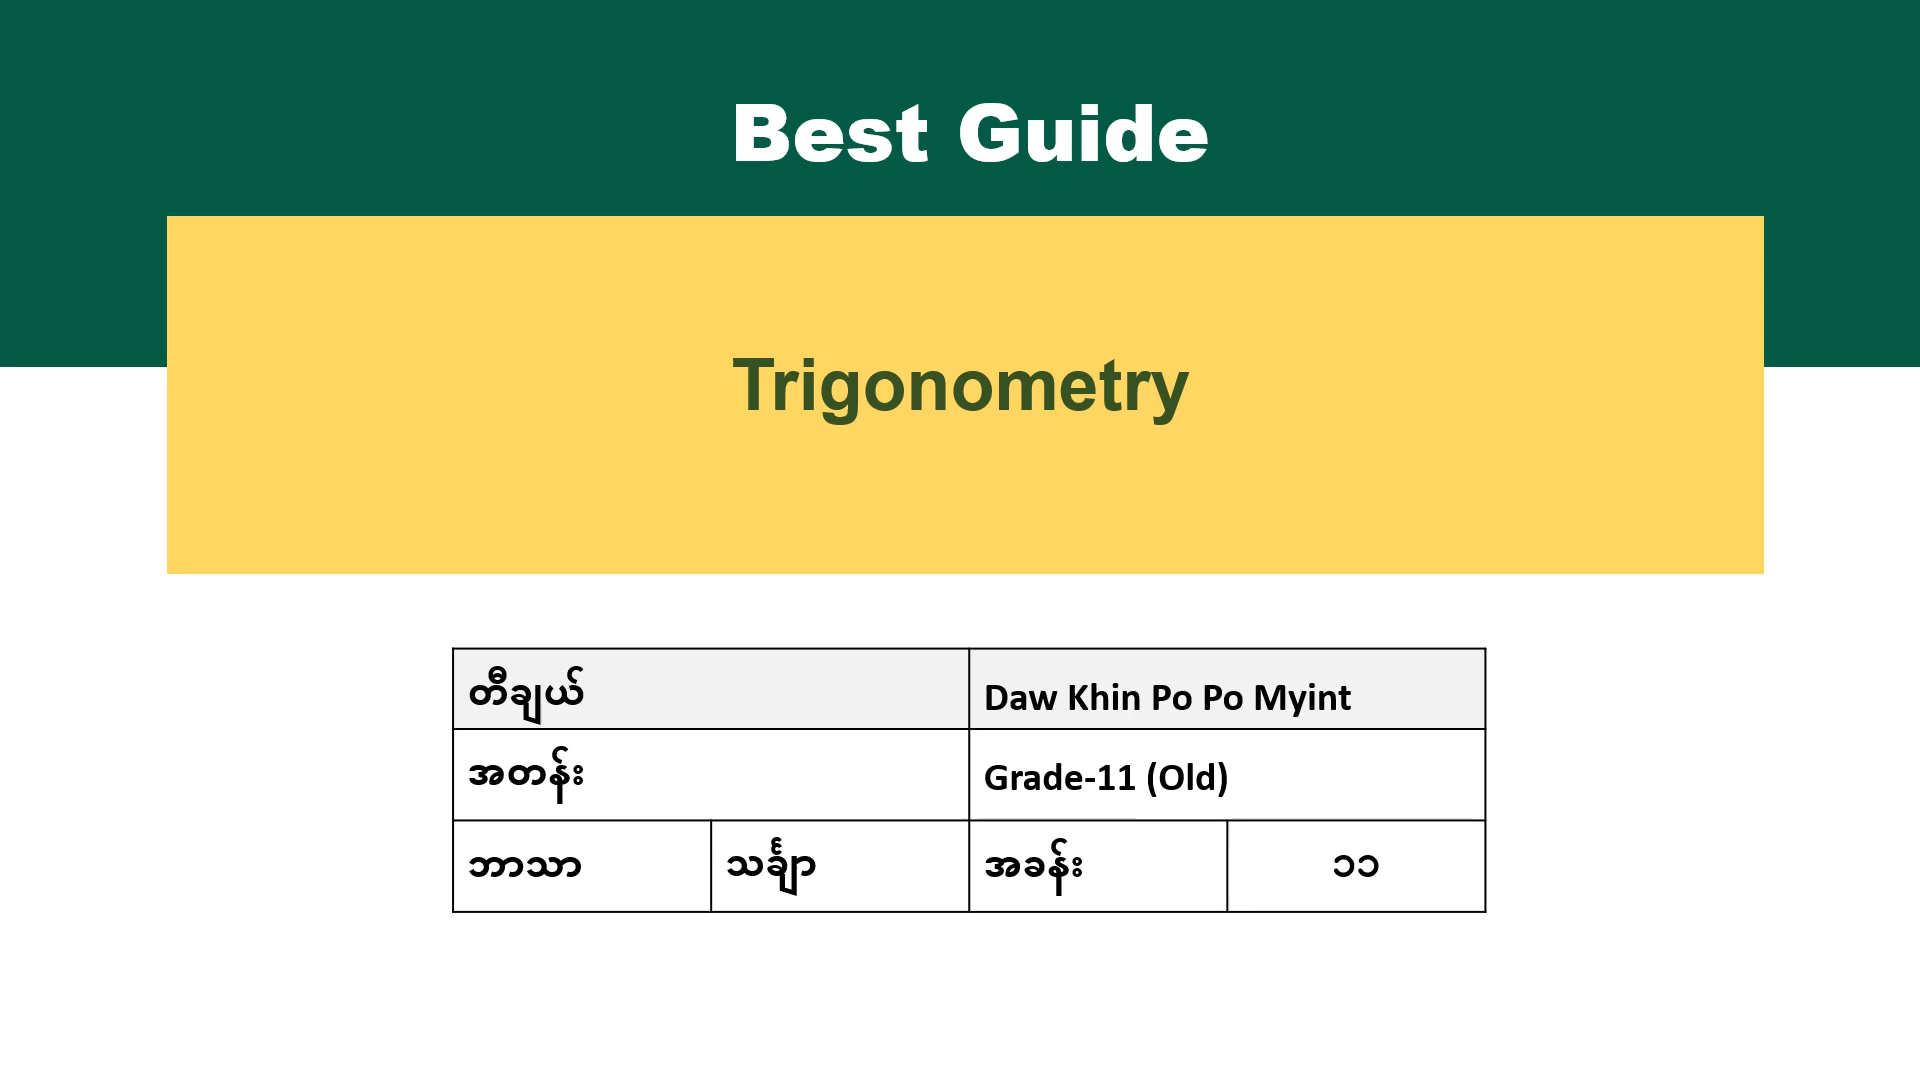 Best Guide
Trigonometry
တီချယ် Daw Khin Po Po Myint
အတန်း Grade-11 (Old)
ဘာသာ သင်္ချာ အခန်း ၁၁